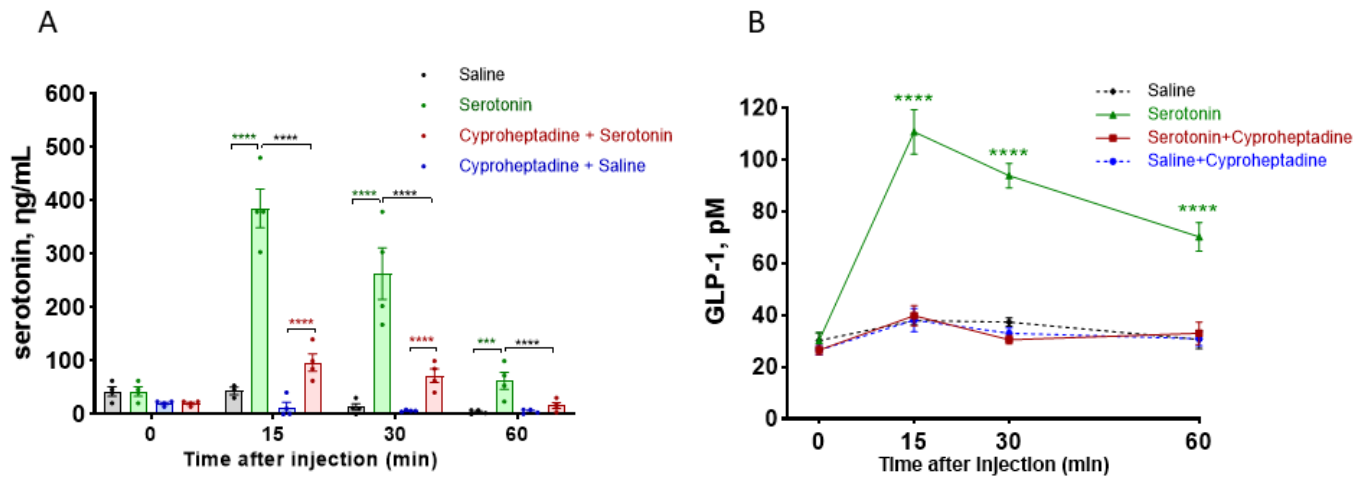 A
Saline
Serotonin
Cyproheptadine + Serotonin
Cyproheptadine + Saline
600
500
400
300
200
100
0
serotonin, ηg/mL
**** ****
****
**** ****
****
*** ****
0 15 30 60
Time after injection (min)
B
Saline
Serotonin
Serotonin+Cyproheptadine
Saline+Cyproheptadine
120
100
80
60
40
20
0
GLP-1, pM
****
****
****
0 15 30 60
Time after injection (min)